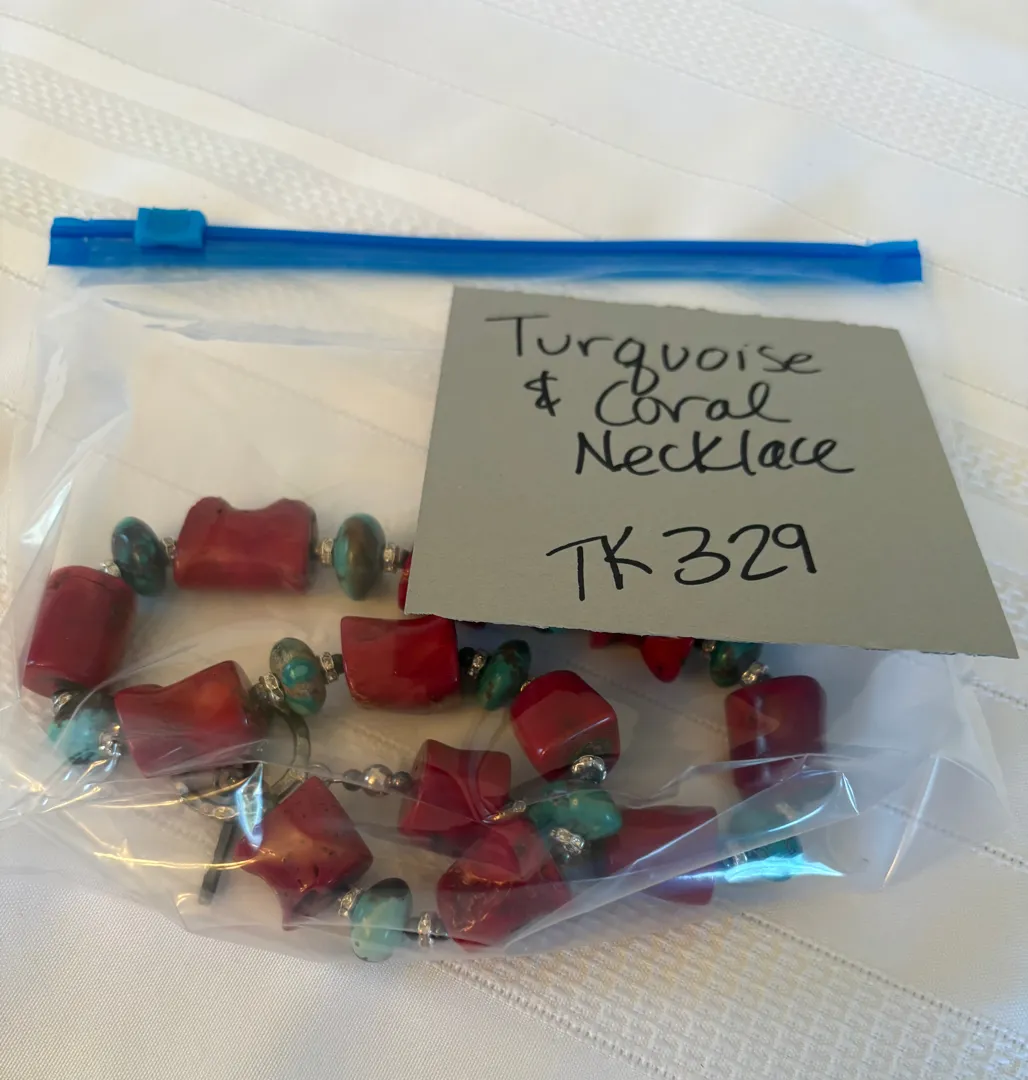 Turquoise
& Coral
Necklace
TK329